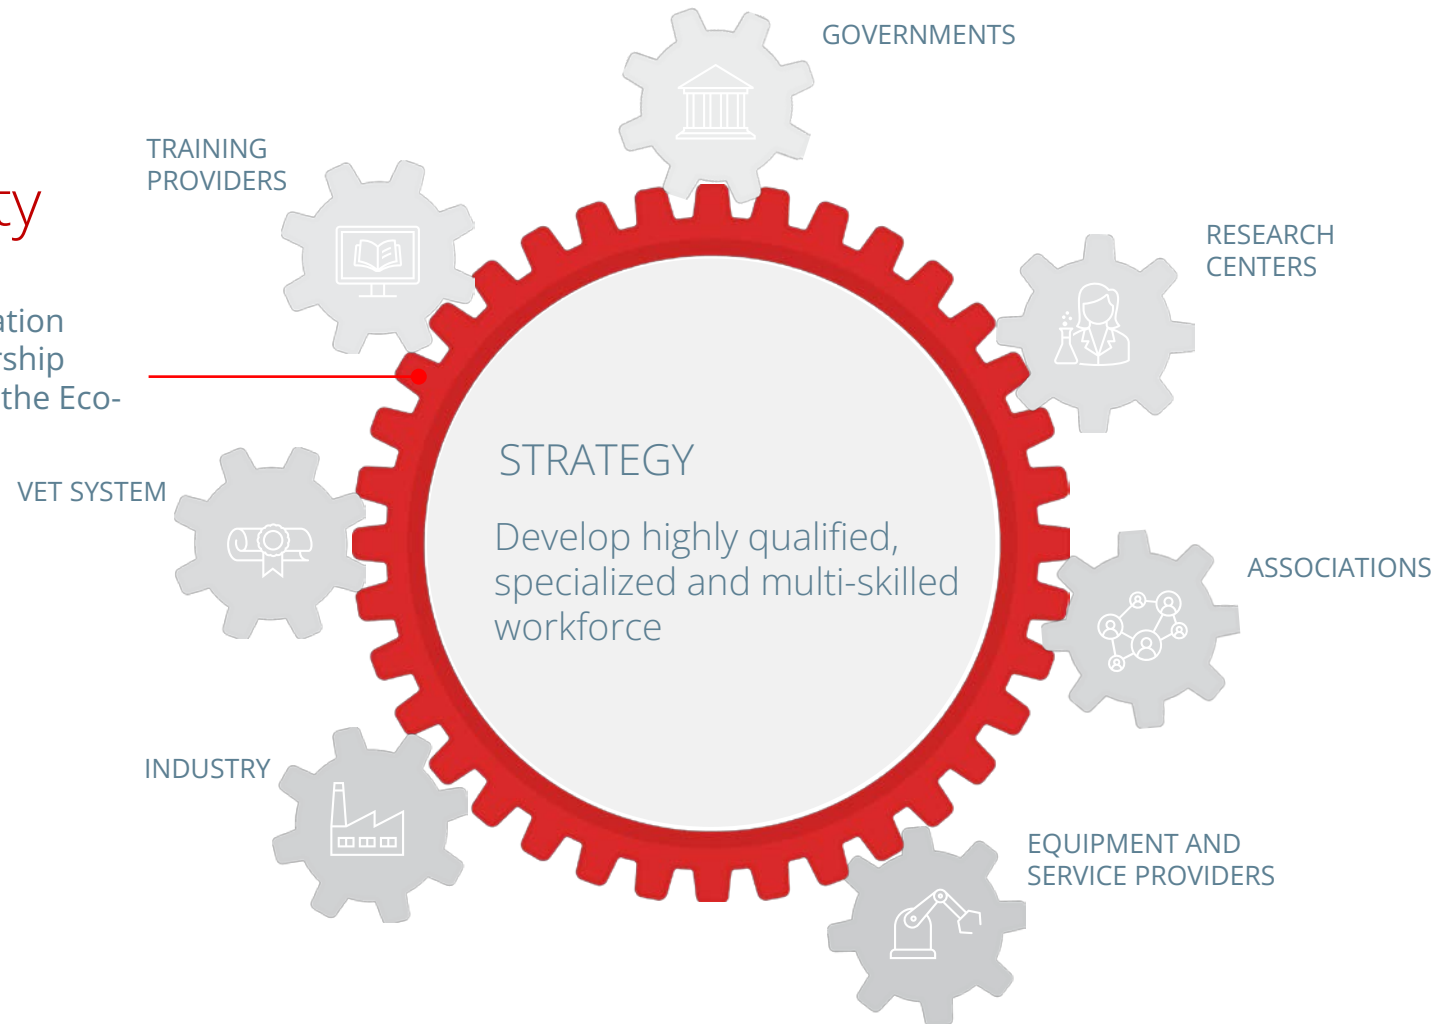 GOVERNMENTS
TRAINING
PROVIDERS
ty
RESEARCH
CENTERS
ation
rship
the Eco-
STRATEGY
VET SYSTEM
Develop highly qualified,
specialized and multi-skilled
workforce
ASSOCIATIONS
INDUSTRY
EQUIPMENT AND
SERVICE PROVIDERS